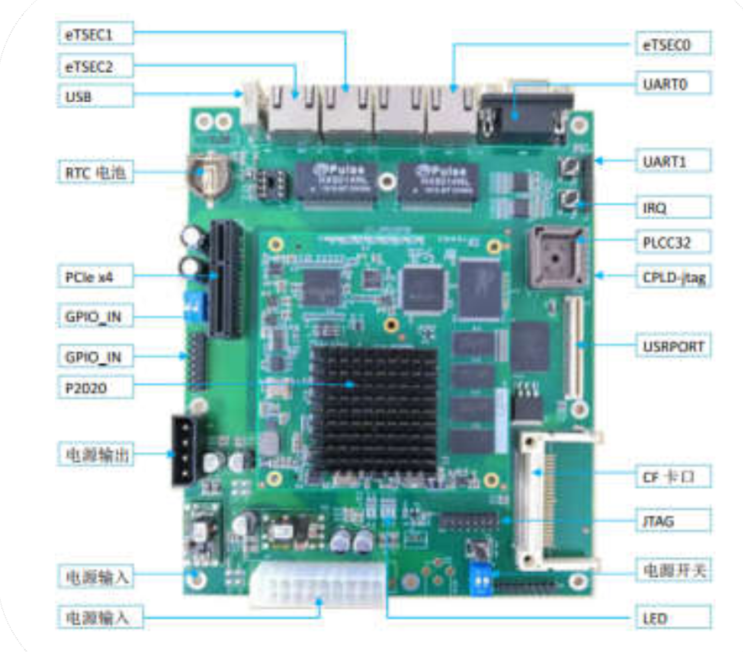 eTSEC1
eTSEC2
USB
RTC 电池
PCIe x4
GPIO_IN
GPIO_IN
P2020
电源输出
电源输入
电源输入
eTSEC0
UART0
UART1
IRQ
PLCC32
CPLD-jtag
USRPORT
CF 卡口
JTAG
电源开关
LED
Pulse
Pulse